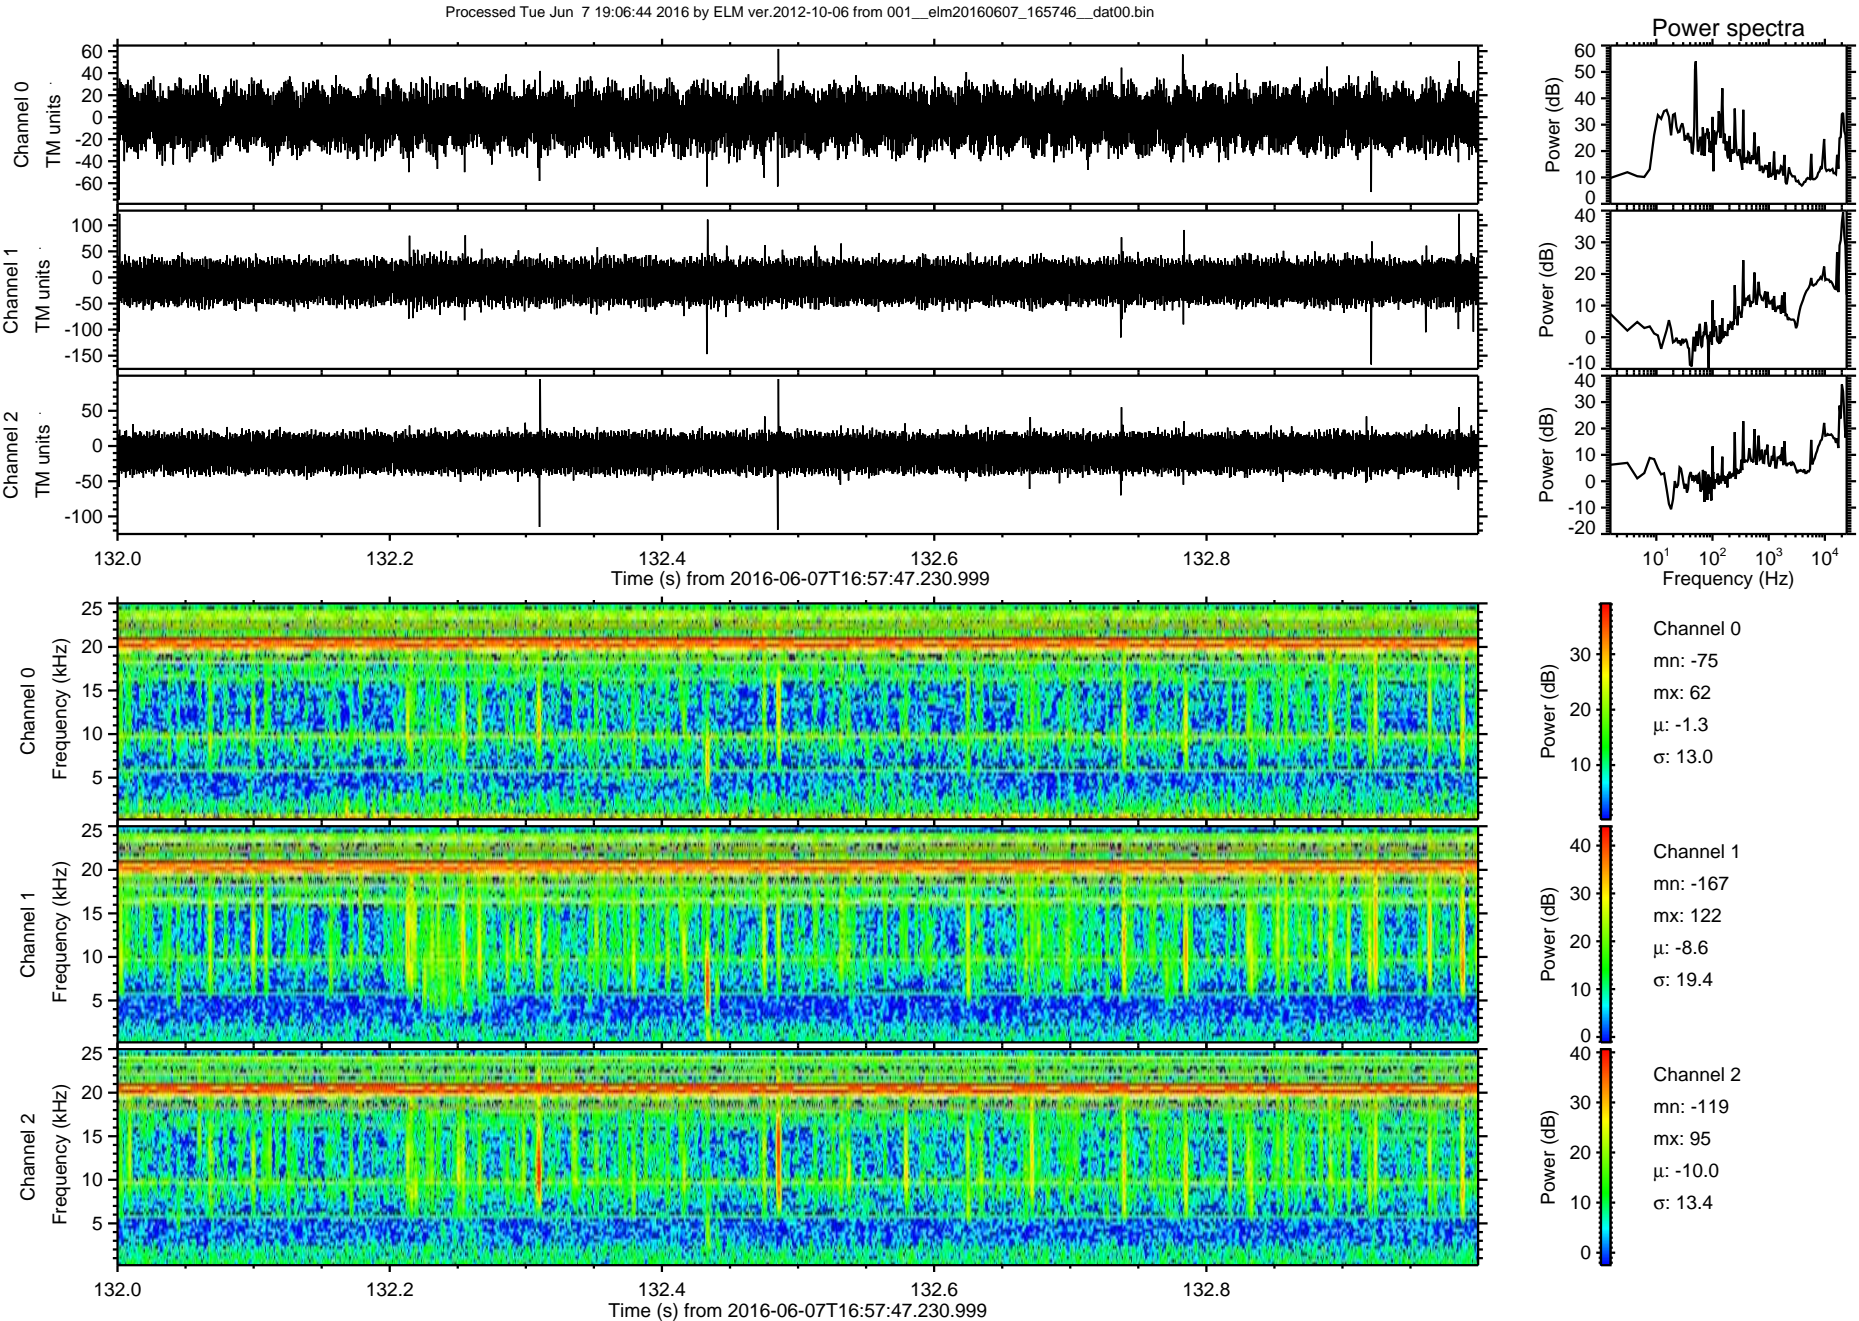 Processed Tue Jun  7 19:06:44 2016 by ELM ver.2012-10-06 from 001__elm20160607_165746__dat00.bin
Power spectra
Channel 0
TM units
60
40
20
0
-20
-40
-60
Power (dB)
60
50
40
30
20
10
0
Channel 1
TM units
100
50
0
-50
-100
-150
Power (dB)
40
30
20
10
0
-10
Channel 2
TM units
50
0
-50
-100
Power (dB)
40
30
20
10
0
-10
-20
132.0 132.2 132.4 132.6 132.8
Time (s) from 2016-06-07T16:57:47.230.999
10¹ 10² 10³ 10⁴
Frequency (Hz)
Channel 0
Frequency (kHz)
25
20
15
10
5
Power (dB)
30
20
10
Channel 0
mn: -75
mx: 62
µ: -1.3
σ: 13.0
Channel 1
Frequency (kHz)
25
20
15
10
5
Power (dB)
40
30
20
10
0
Channel 1
mn: -167
mx: 122
µ: -8.6
σ: 19.4
Channel 2
Frequency (kHz)
25
20
15
10
5
Power (dB)
40
30
20
10
0
Channel 2
mn: -119
mx: 95
µ: -10.0
σ: 13.4
132.0 132.2 132.4 132.6 132.8
Time (s) from 2016-06-07T16:57:47.230.999